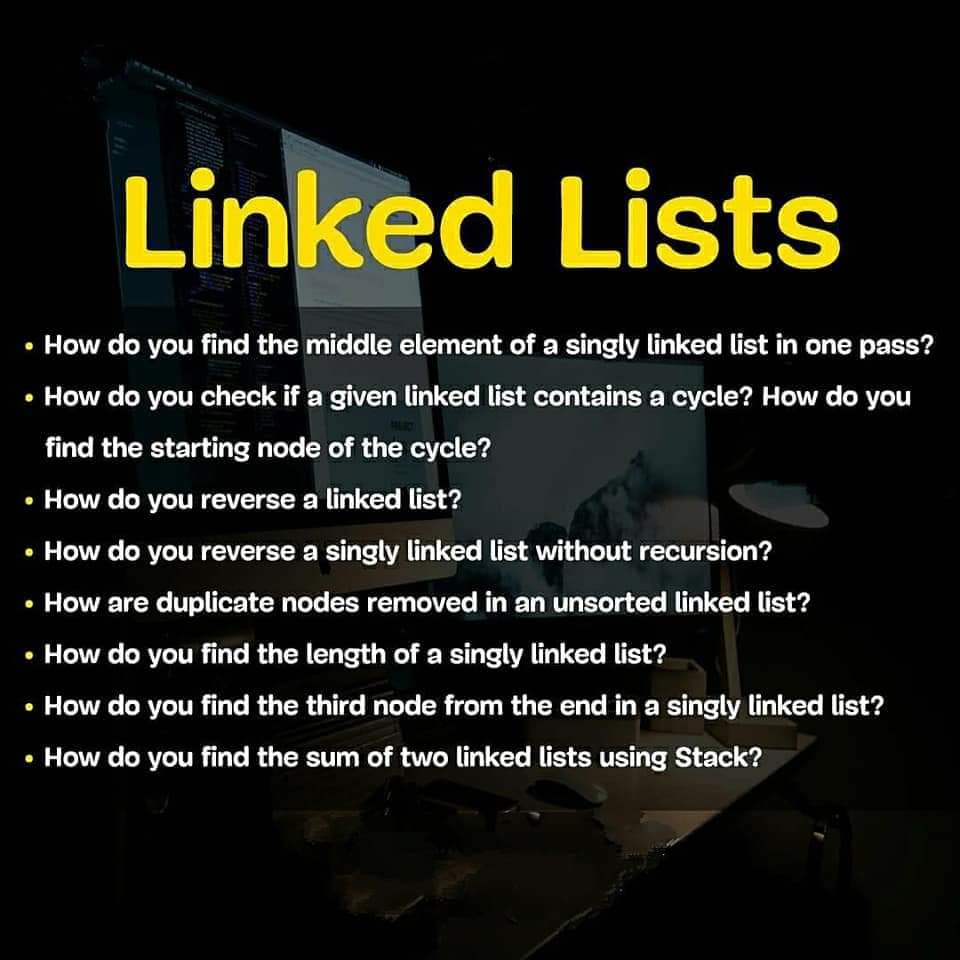 Linked Lists
• How do you find the middle element of a singly linked list in one pass?
• How do you check if a given linked list contains a cycle? How do you
find the starting node of the cycle?
• How do you reverse a linked list?
• How do you reverse a singly linked list without recursion?
• How are duplicate nodes removed in an unsorted linked list?
• How do you find the length of a singly linked list?
• How do you find the third node from the end in a singly linked list?
• How do you find the sum of two linked lists using Stack?